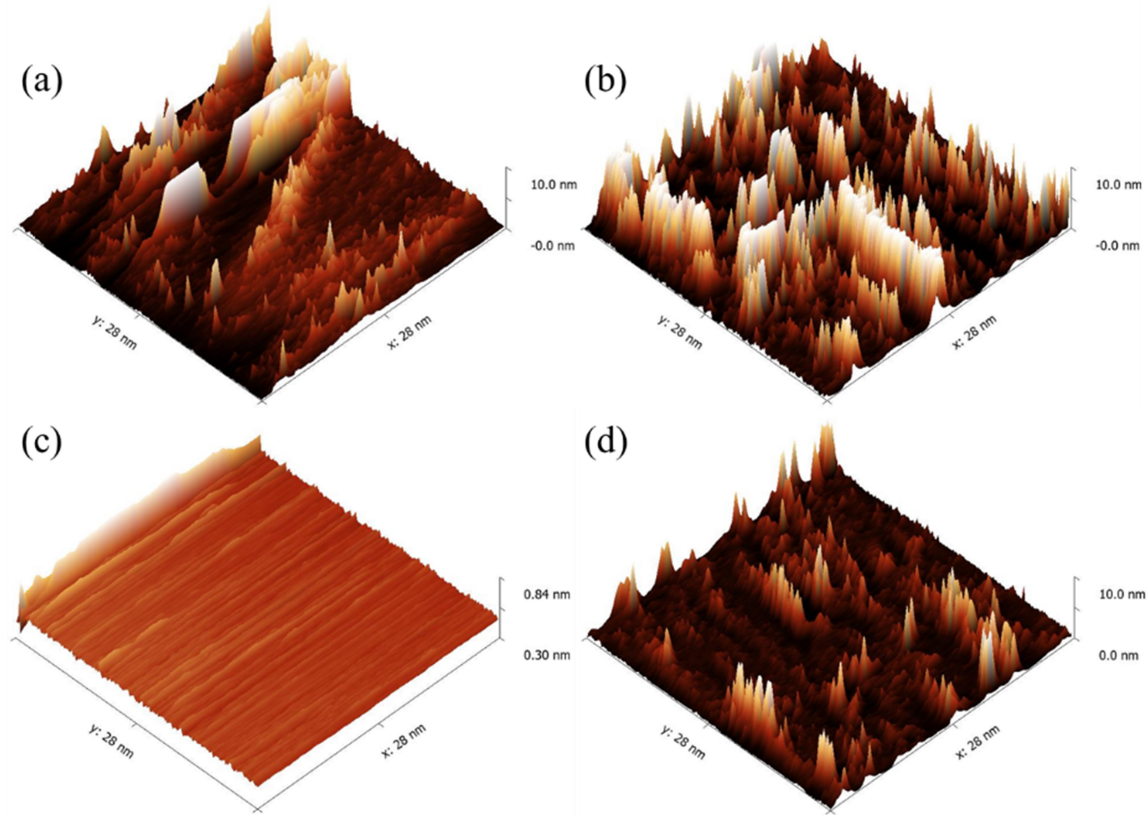 (a)
10.0 nm
-0.0 nm
y: 28 nm
x: 28 nm
(b)
10.0 nm
-0.0 nm
y: 28 nm
x: 28 nm
(c)
0.84 nm
0.30 nm
y: 28 nm
x: 28 nm
(d)
10.0 nm
0.0 nm
y: 28 nm
x: 28 nm